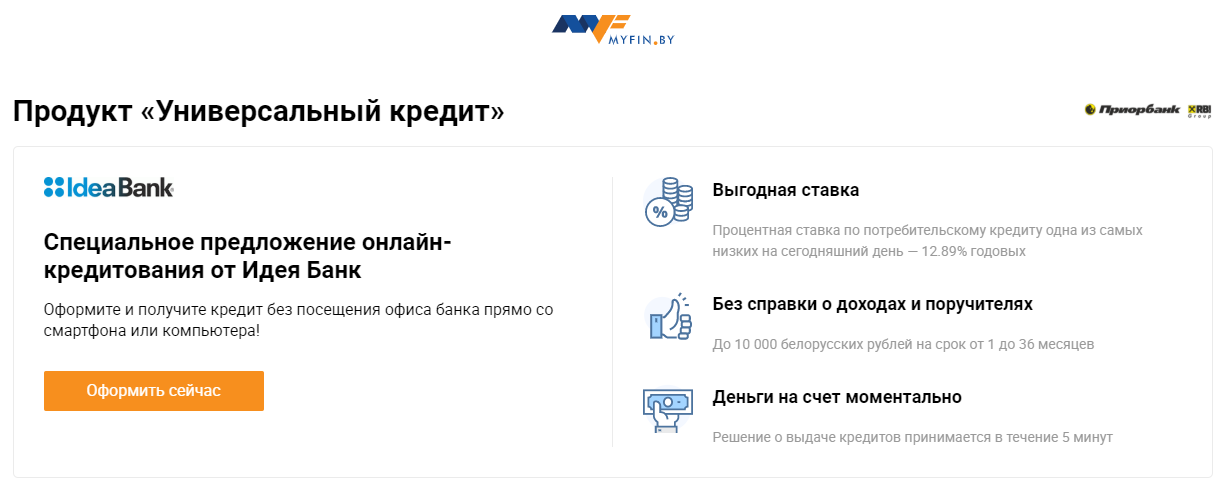 MYFIN.BY
Продукт «Универсальный кредит»
Приорбанк RBI
Group
IdeaBank
Специальное предложение онлайн-
кредитования от Идея Банк
Оформите и получите кредит без посещения офиса банка прямо со
смартфона или компьютера!
Оформить сейчас
%
Выгодная ставка
Процентная ставка по потребительскому кредиту одна из самых
низких на сегодняшний день — 12.89% годовых
Без справки о доходах и поручителях
До 10 000 белорусских рублей на срок от 1 до 36 месяцев
Деньги на счет моментально
Решение о выдаче кредитов принимается в течение 5 минут